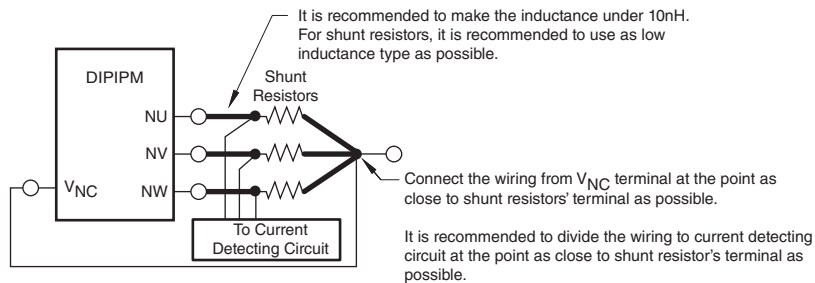 It is recommended to make the inductance under 10nH.
For shunt resistors, it is recommended to use as low
inductance type as possible.
DIPIPM
Shunt
Resistors
NU
NV
NW
VNC
To Current
Detecting Circuit
Connect the wiring from VNC terminal at the point as
close to shunt resistors' terminal as possible.
It is recommended to divide the wiring to current detecting
circuit at the point as close to shunt resistor's terminal as
possible.